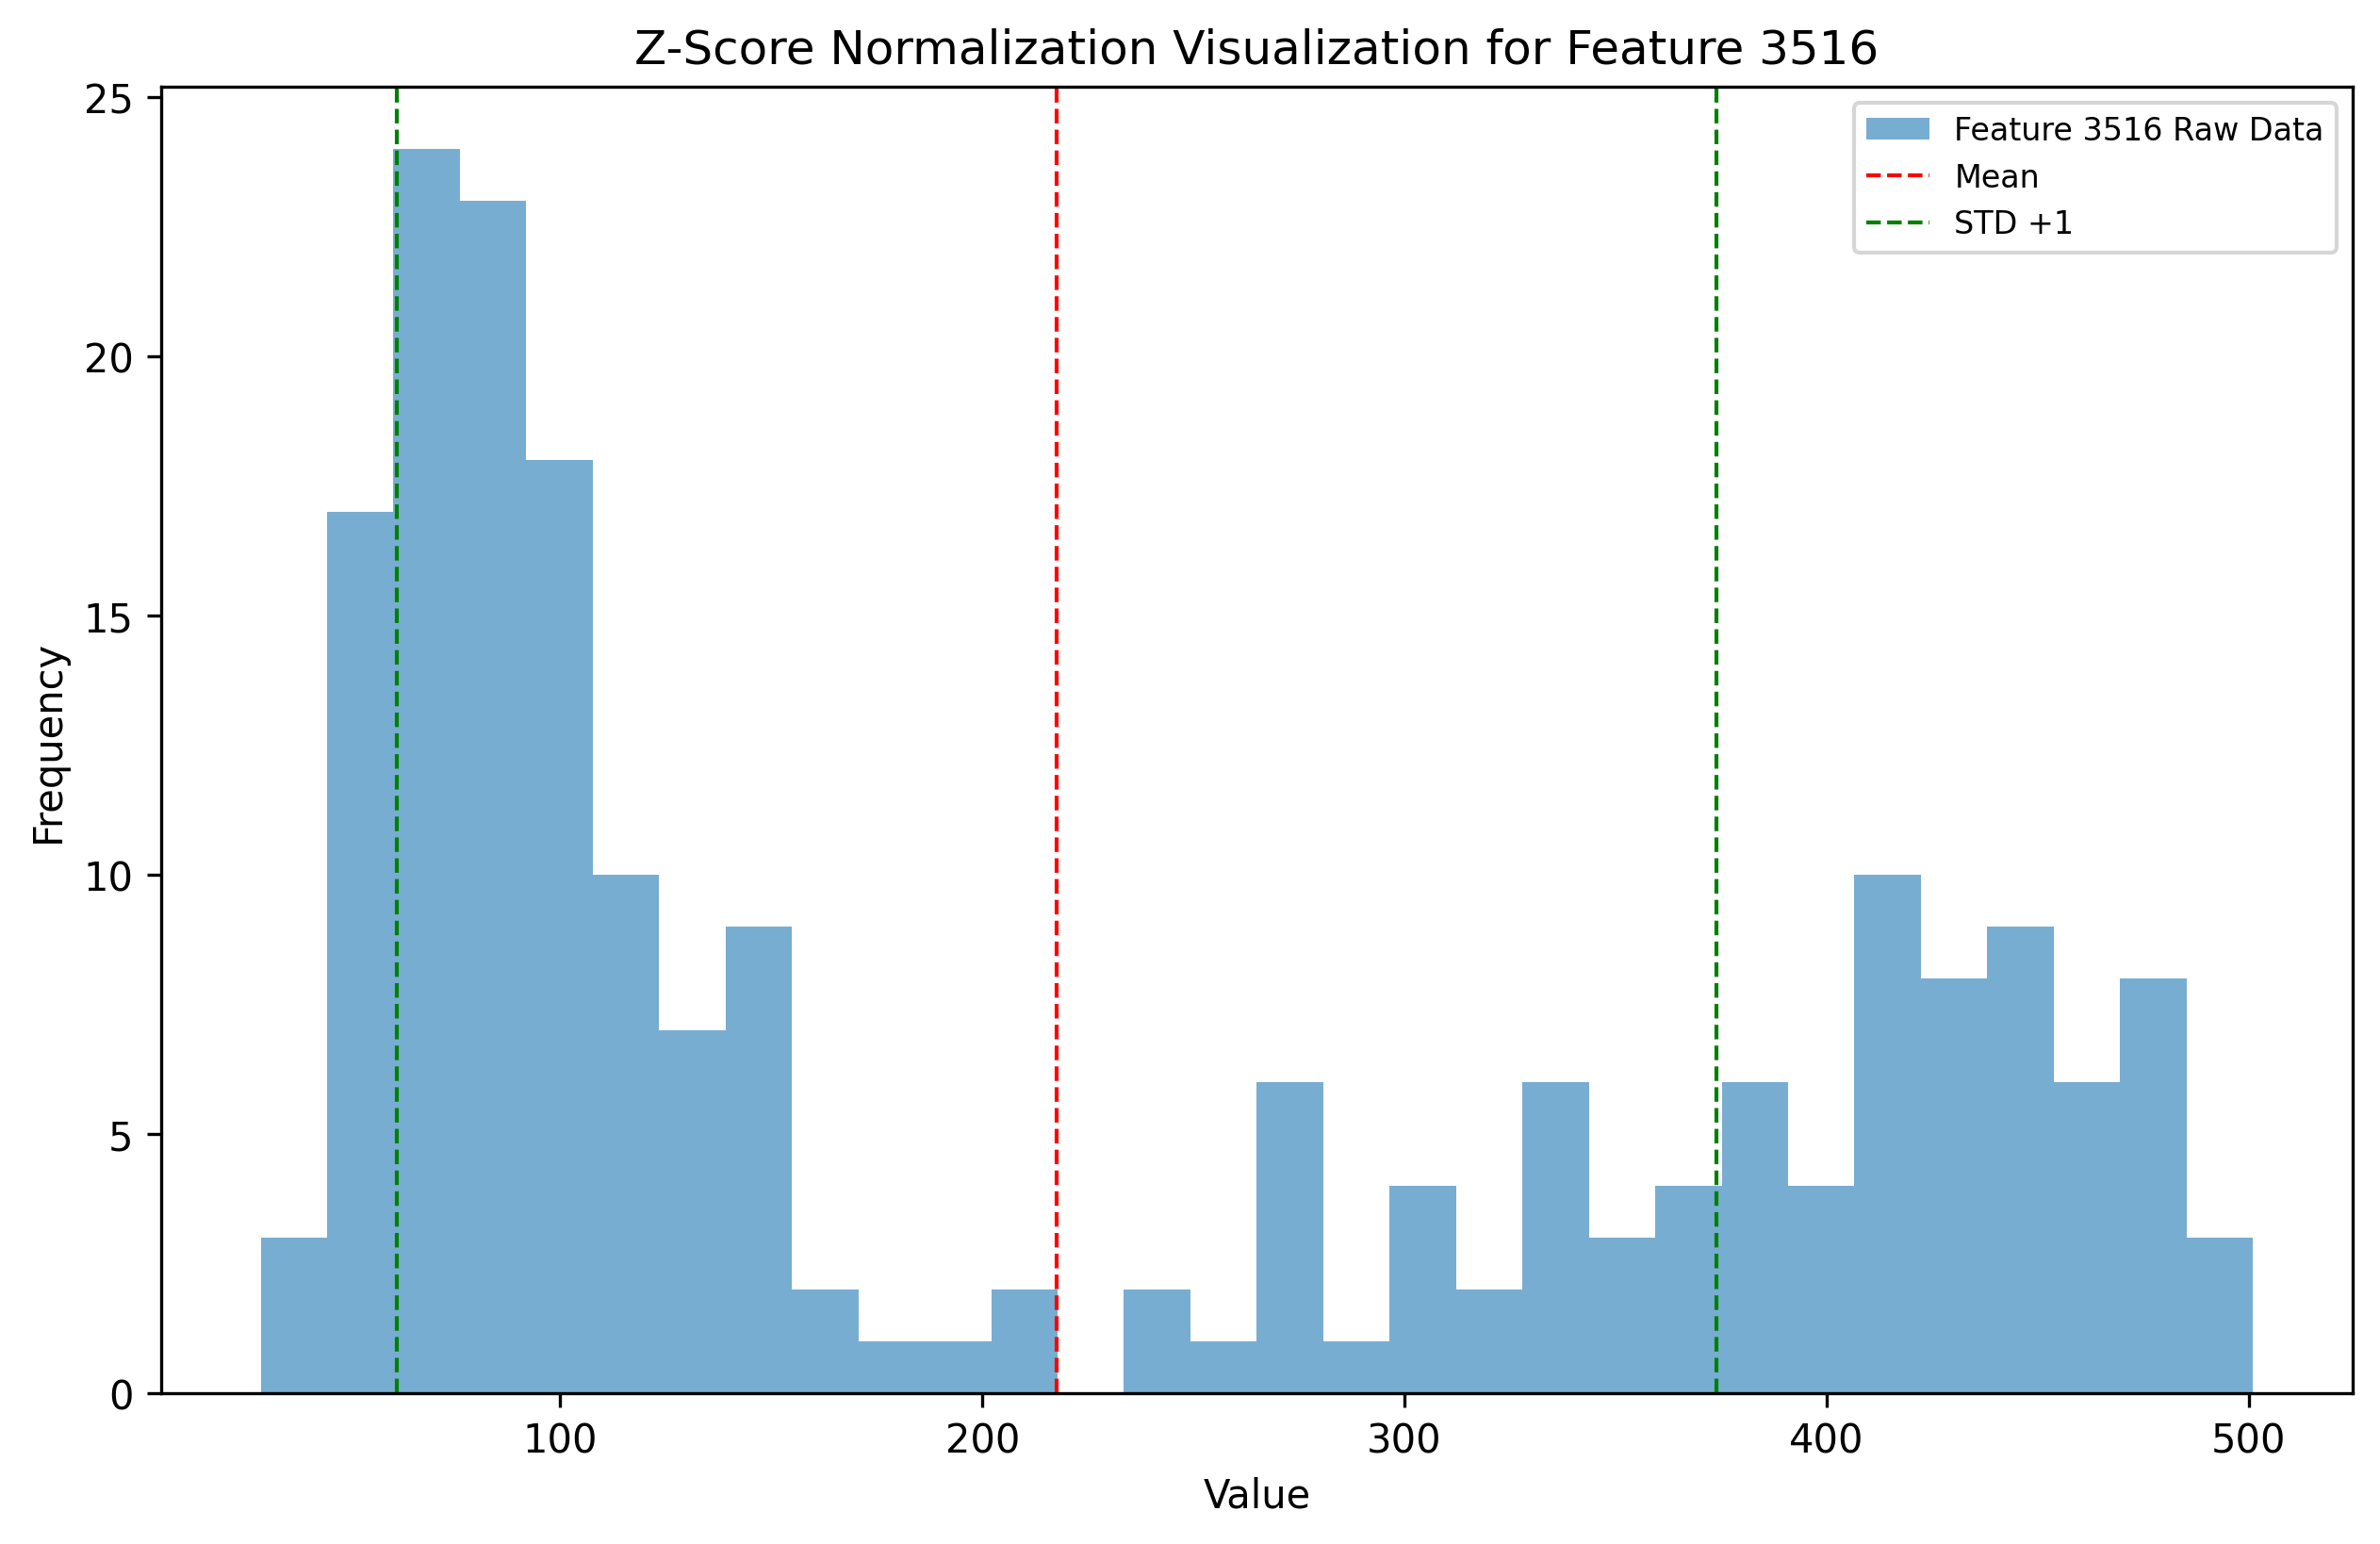 Z-Score Normalization Visualization for Feature 3516
Feature 3516 Raw Data
Mean
STD +1
25
20
15
10
5
0
Frequency
100
200
300
400
500
Value